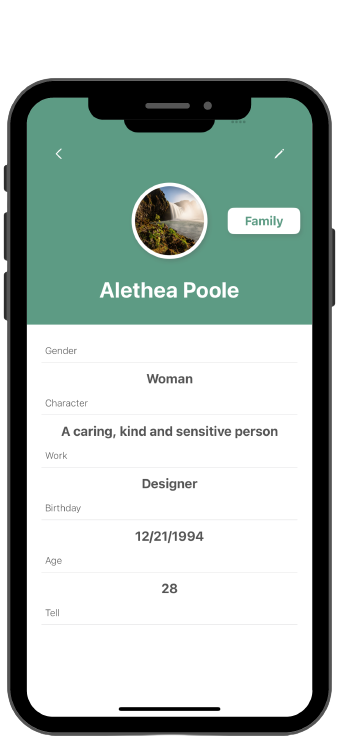 Family
Alethea Poole
Gender
Woman
Character
A caring, kind and sensitive person
Work
Designer
Birthday
12/21/1994
Age
28
Tell